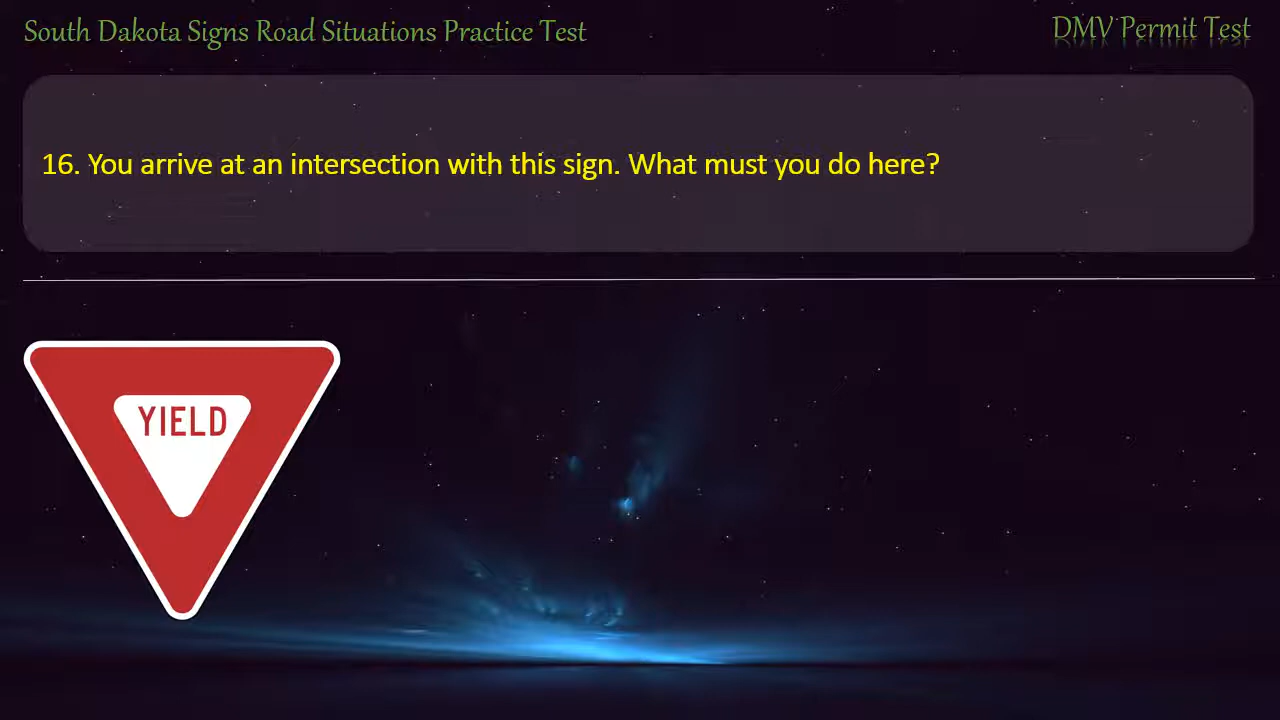 South Dakota Signs Road Situations Practice Test
DMV Permit Test
16. You arrive at an intersection with this sign. What must you do here?
YIELD